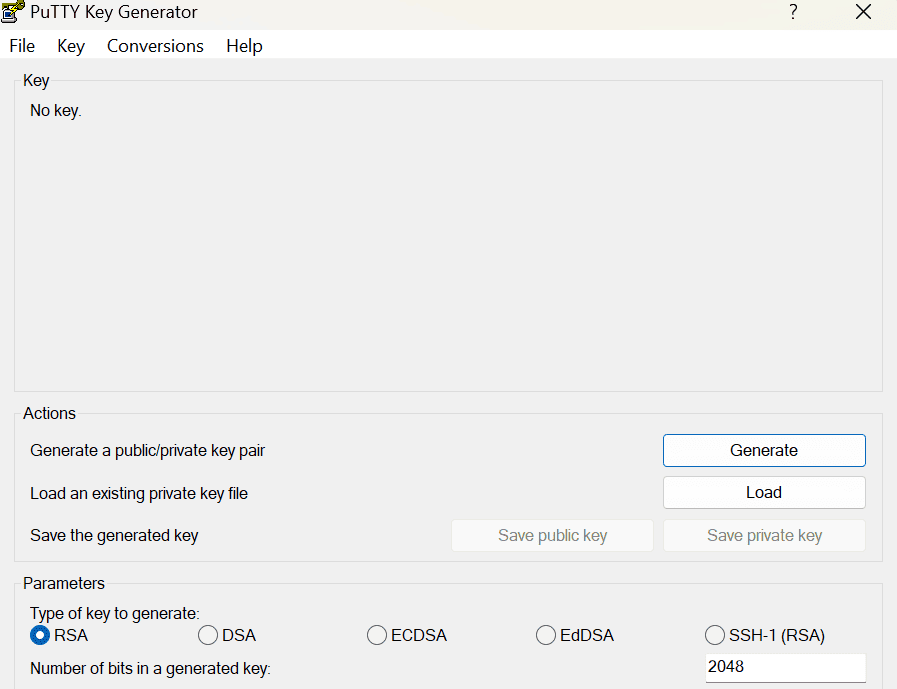 PuTTY Key Generator ?
File Key Conversions Help
Key
No key.
Actions
Generate a public/private key pair Generate
Load an existing private key file Load
Save the generated key Save public key Save private key
Parameters
Type of key to generate:
RSA DSA ECDSA EdDSA SSH-1 (RSA)
Number of bits in a generated key: 2048